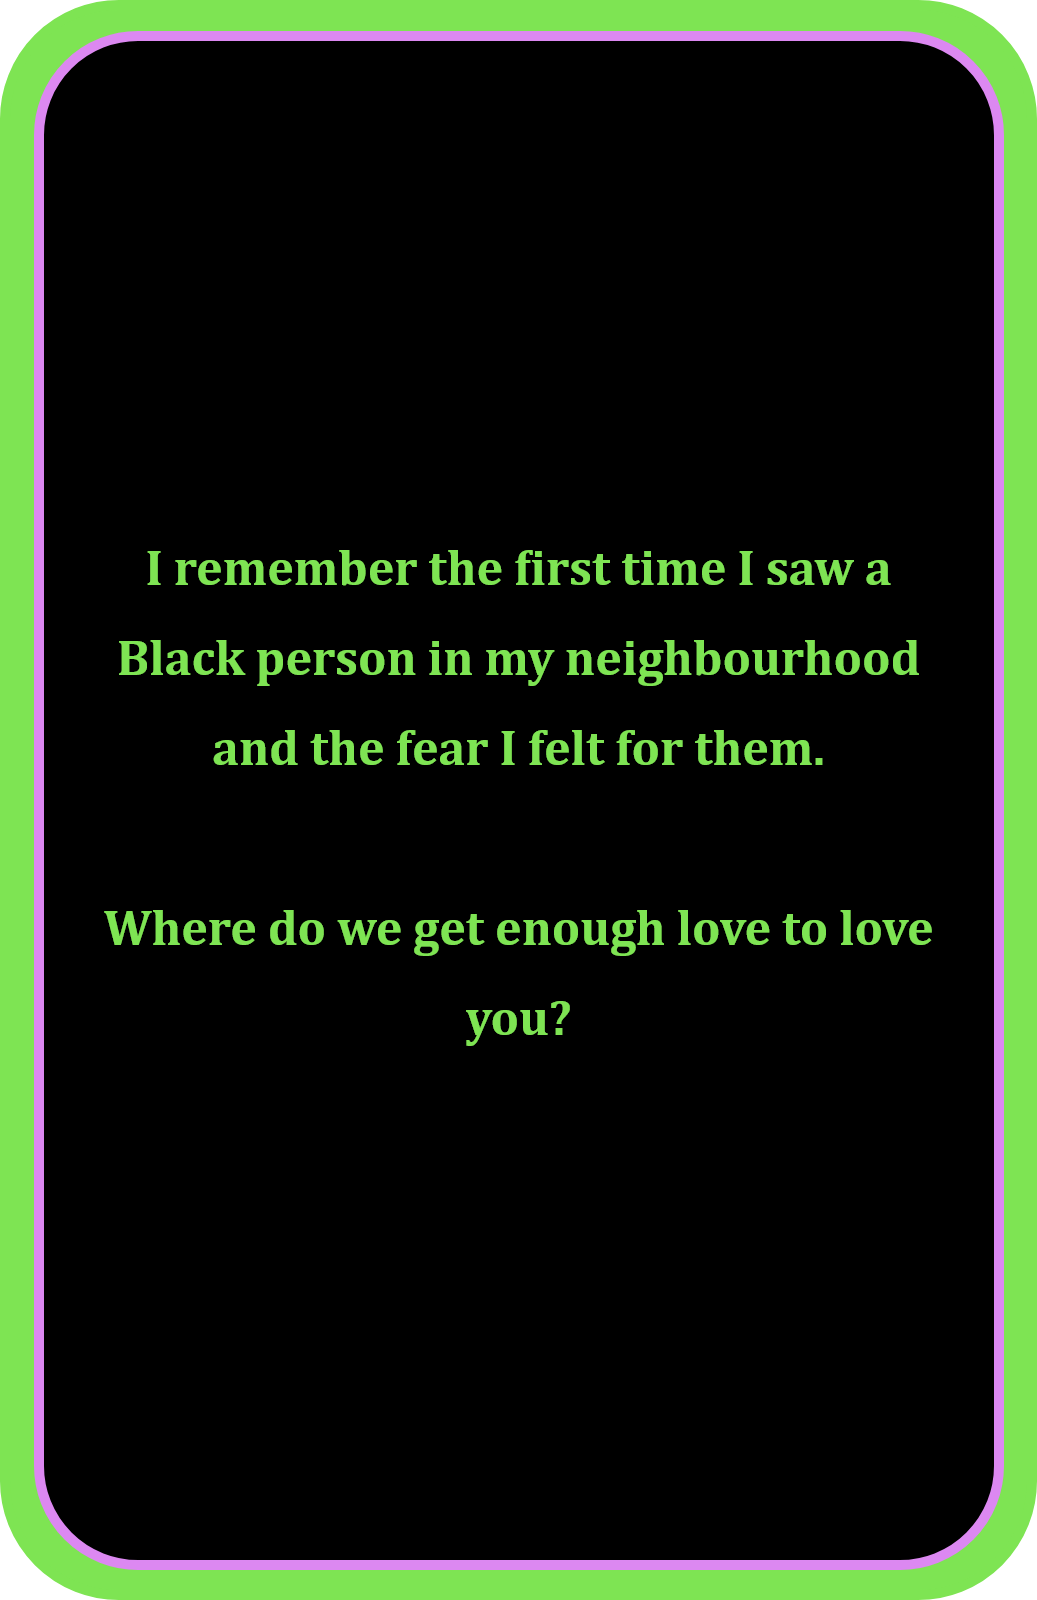 I remember the first time I saw a
Black person in my neighbourhood
and the fear I felt for them.
Where do we get enough love to love
you?